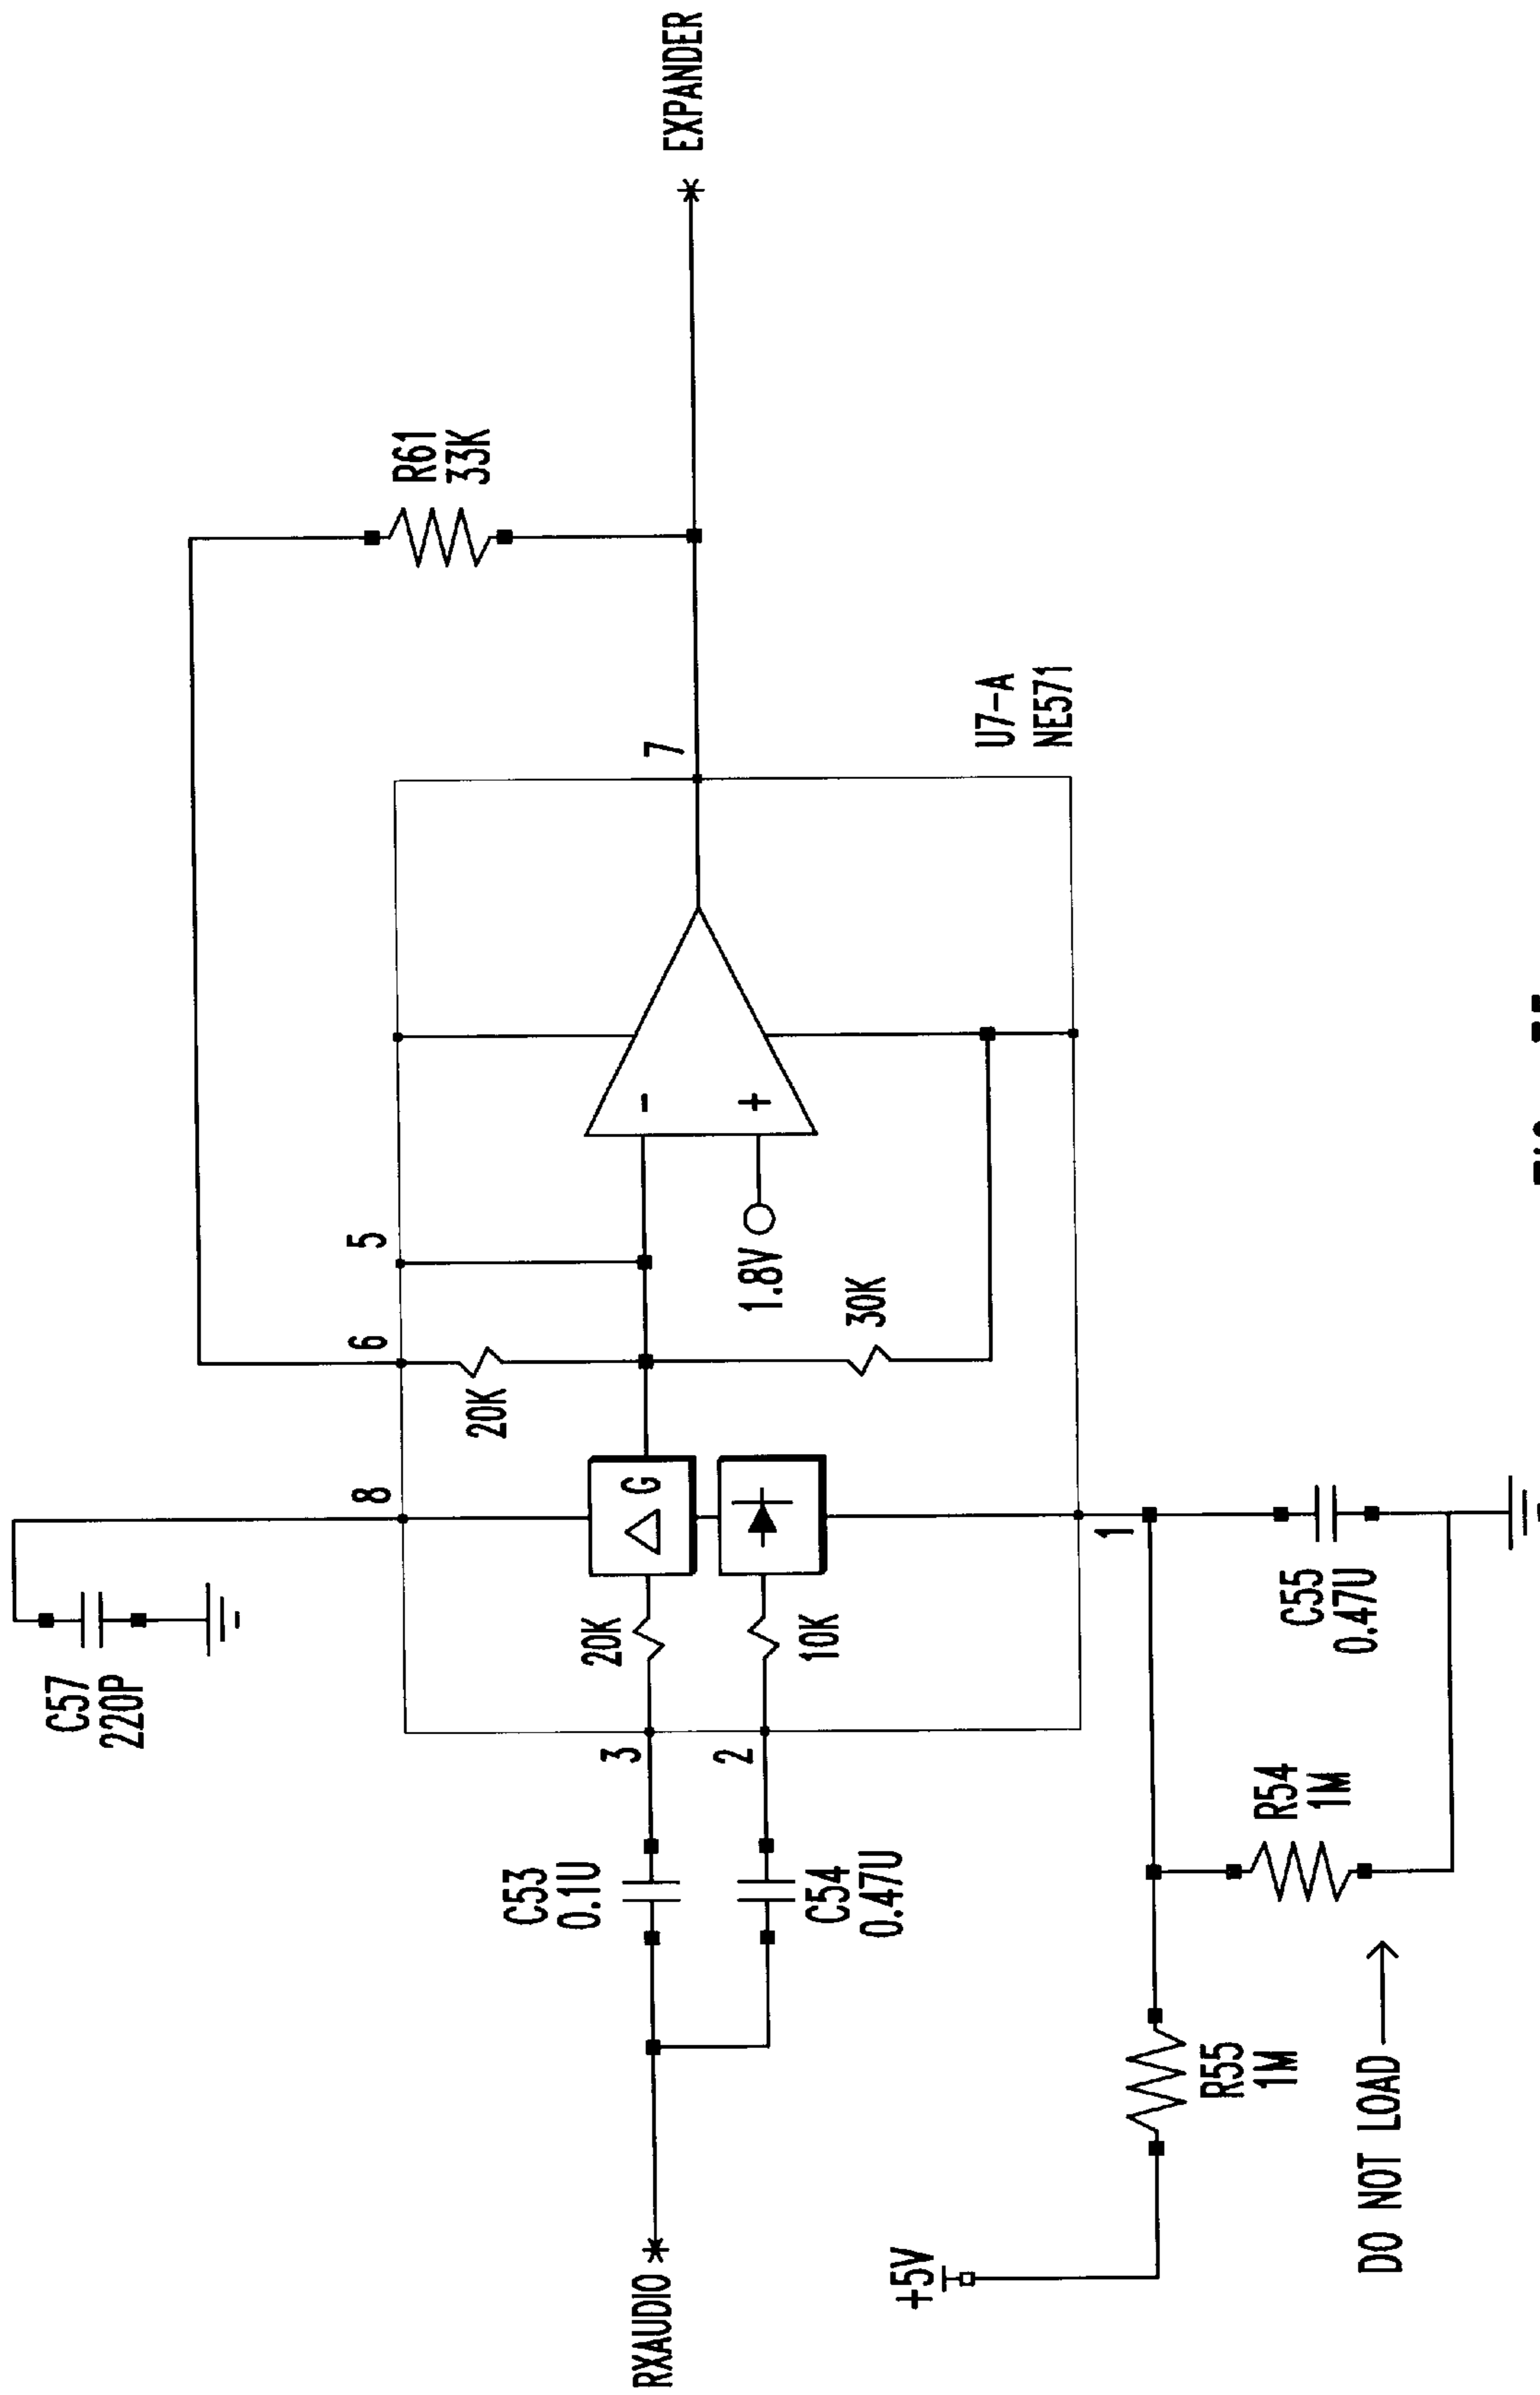 C57
220P
8
6
5
R61
33K
20K
RXAUDIO
C53
0.1U
3
20K
G
-
+
1.8V
7
EXPANDER
C54
0.47U
2
10K
30K
U7-A
NE571
+5V
R55
1M
1
R54
1M
C55
0.47U
DO NOT LOAD